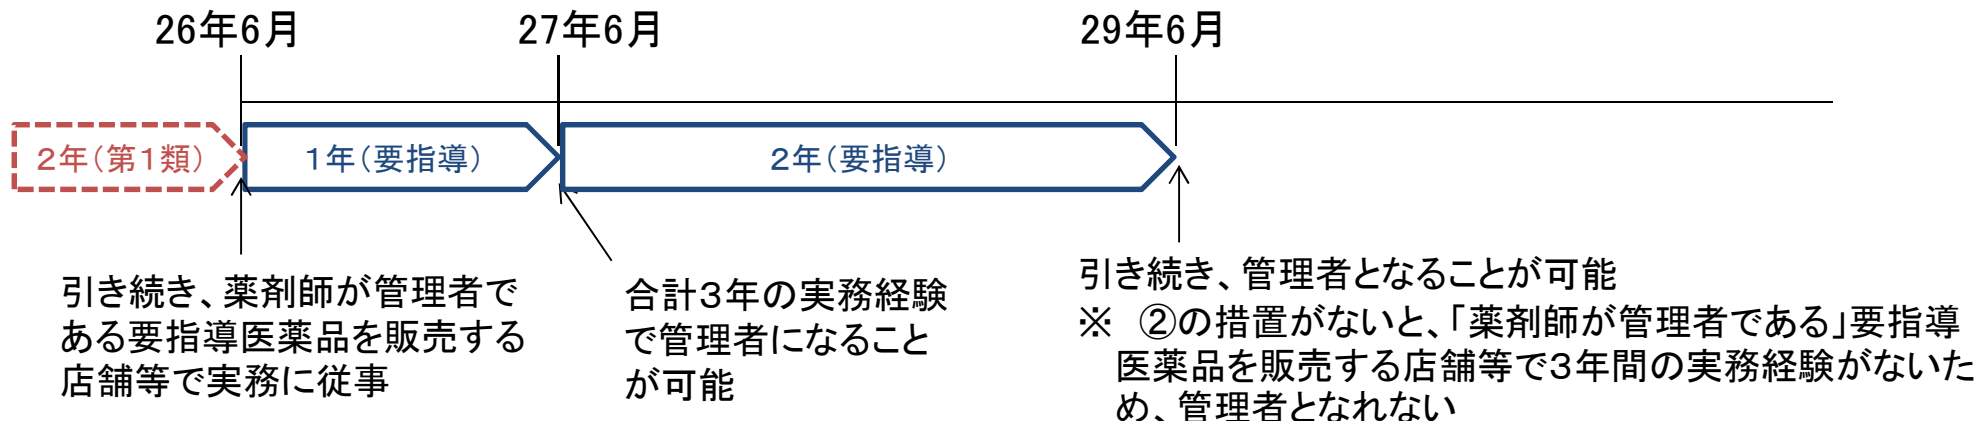 26年6月
27年6月
29年6月
2年(第1類)
1年(要指導)
2年(要指導)
引き続き、薬剤師が管理者で
ある要指導医薬品を販売する
店舗等で実務に従事
合計3年の実務経験
で管理者になること
が可能
引き続き、管理者となることが可能
※ ②の措置がないと、「薬剤師が管理者である」要指導
医薬品を販売する店舗等で3年間の実務経験がないた
め、管理者となれない